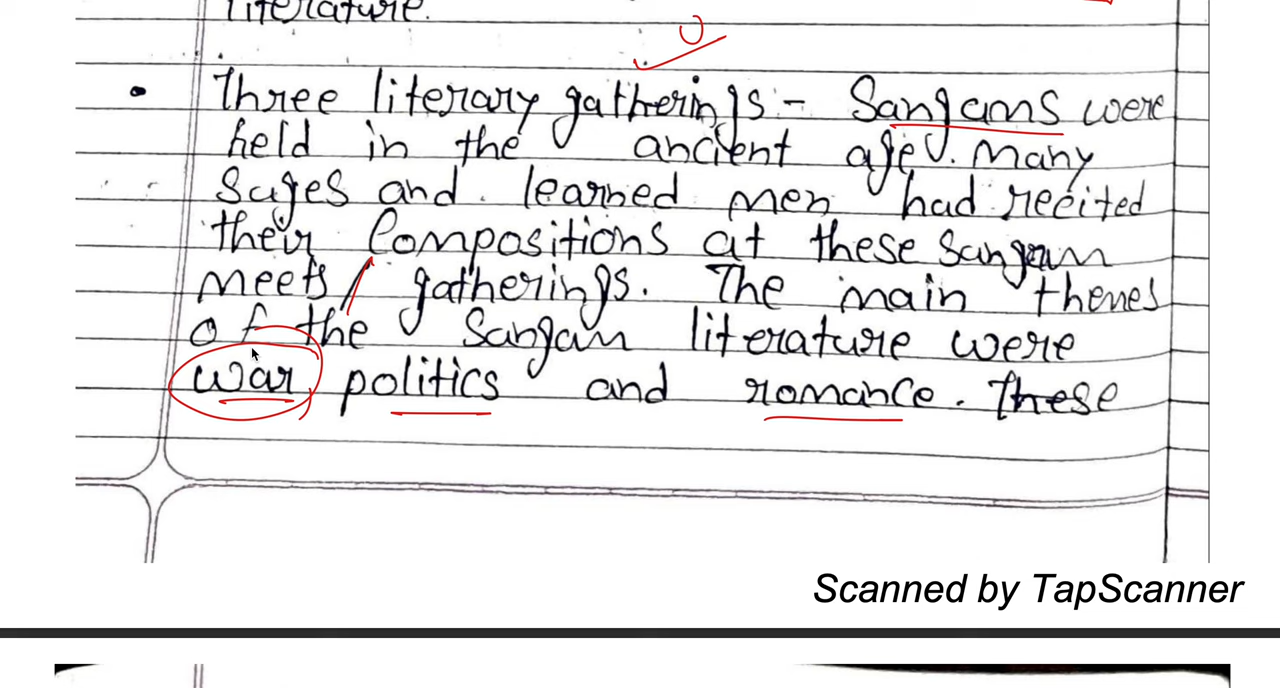 literature.
• Three literary gatherings :- Sangams were
held in the ancient age. Many
Sages and learned men had recited
their Compositions at these Sangam
meets/ gatherings. The main themes
of the Sangam literature were
war politics and romance. These
Scanned by TapScanner